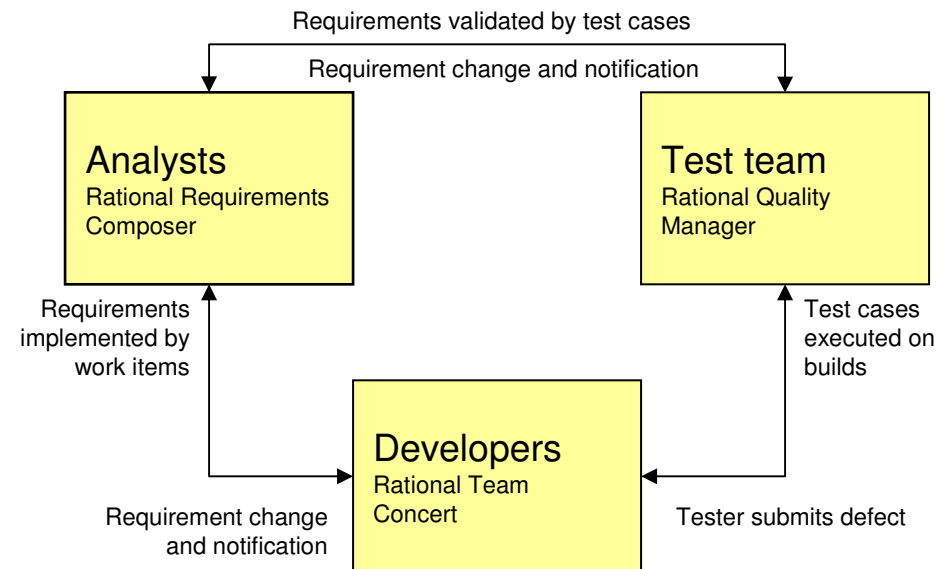 Requirements validated by test cases
Requirement change and notification
Analysts
Rational Requirements
Composer
Test team
Rational Quality
Manager
Requirements
implemented by
work items
Test cases
executed on
builds
Developers
Rational Team
Concert
Requirement change
and notification
Tester submits defect